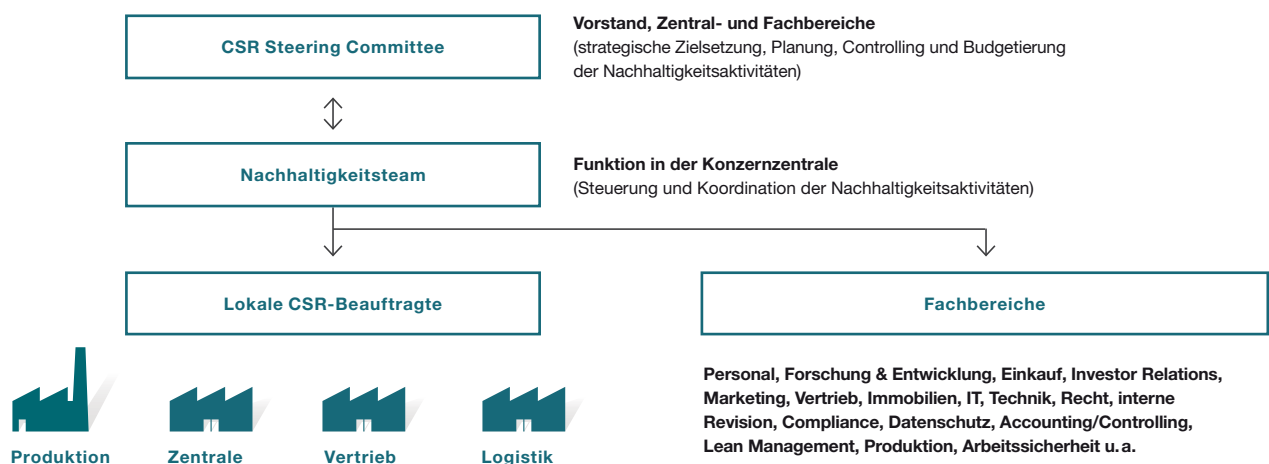 CSR Steering Committee
Vorstand, Zentral- und Fachbereiche
(strategische Zielsetzung, Planung, Controlling und Budgetierung
der Nachhaltigkeitsaktivitäten)
Nachhaltigkeitsteam
Funktion in der Konzernzentrale
(Steuerung und Koordination der Nachhaltigkeitsaktivitäten)
Lokale CSR-Beauftragte
Fachbereiche
Produktion
Zentrale
Vertrieb
Logistik
Personal, Forschung & Entwicklung, Einkauf, Investor Relations,
Marketing, Vertrieb, Immobilien, IT, Technik, Recht, interne
Revision, Compliance, Datenschutz, Accounting/Controlling,
Lean Management, Produktion, Arbeitssicherheit u. a.